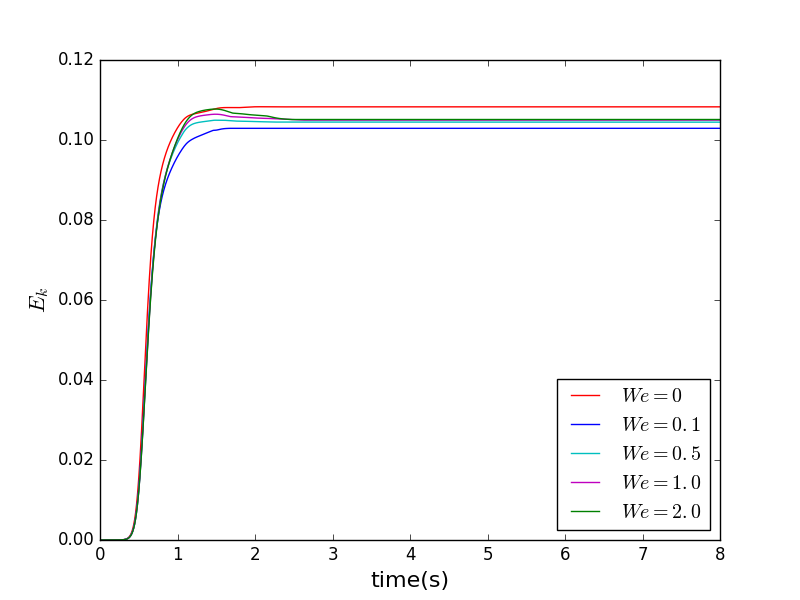 0.12
0.10
0.08
0.06
0.04
0.02
0.00
E_k
0 1 2 3 4 5 6 7 8
time(s)
We = 0
We = 0.1
We = 0.5
We = 1.0
We = 2.0